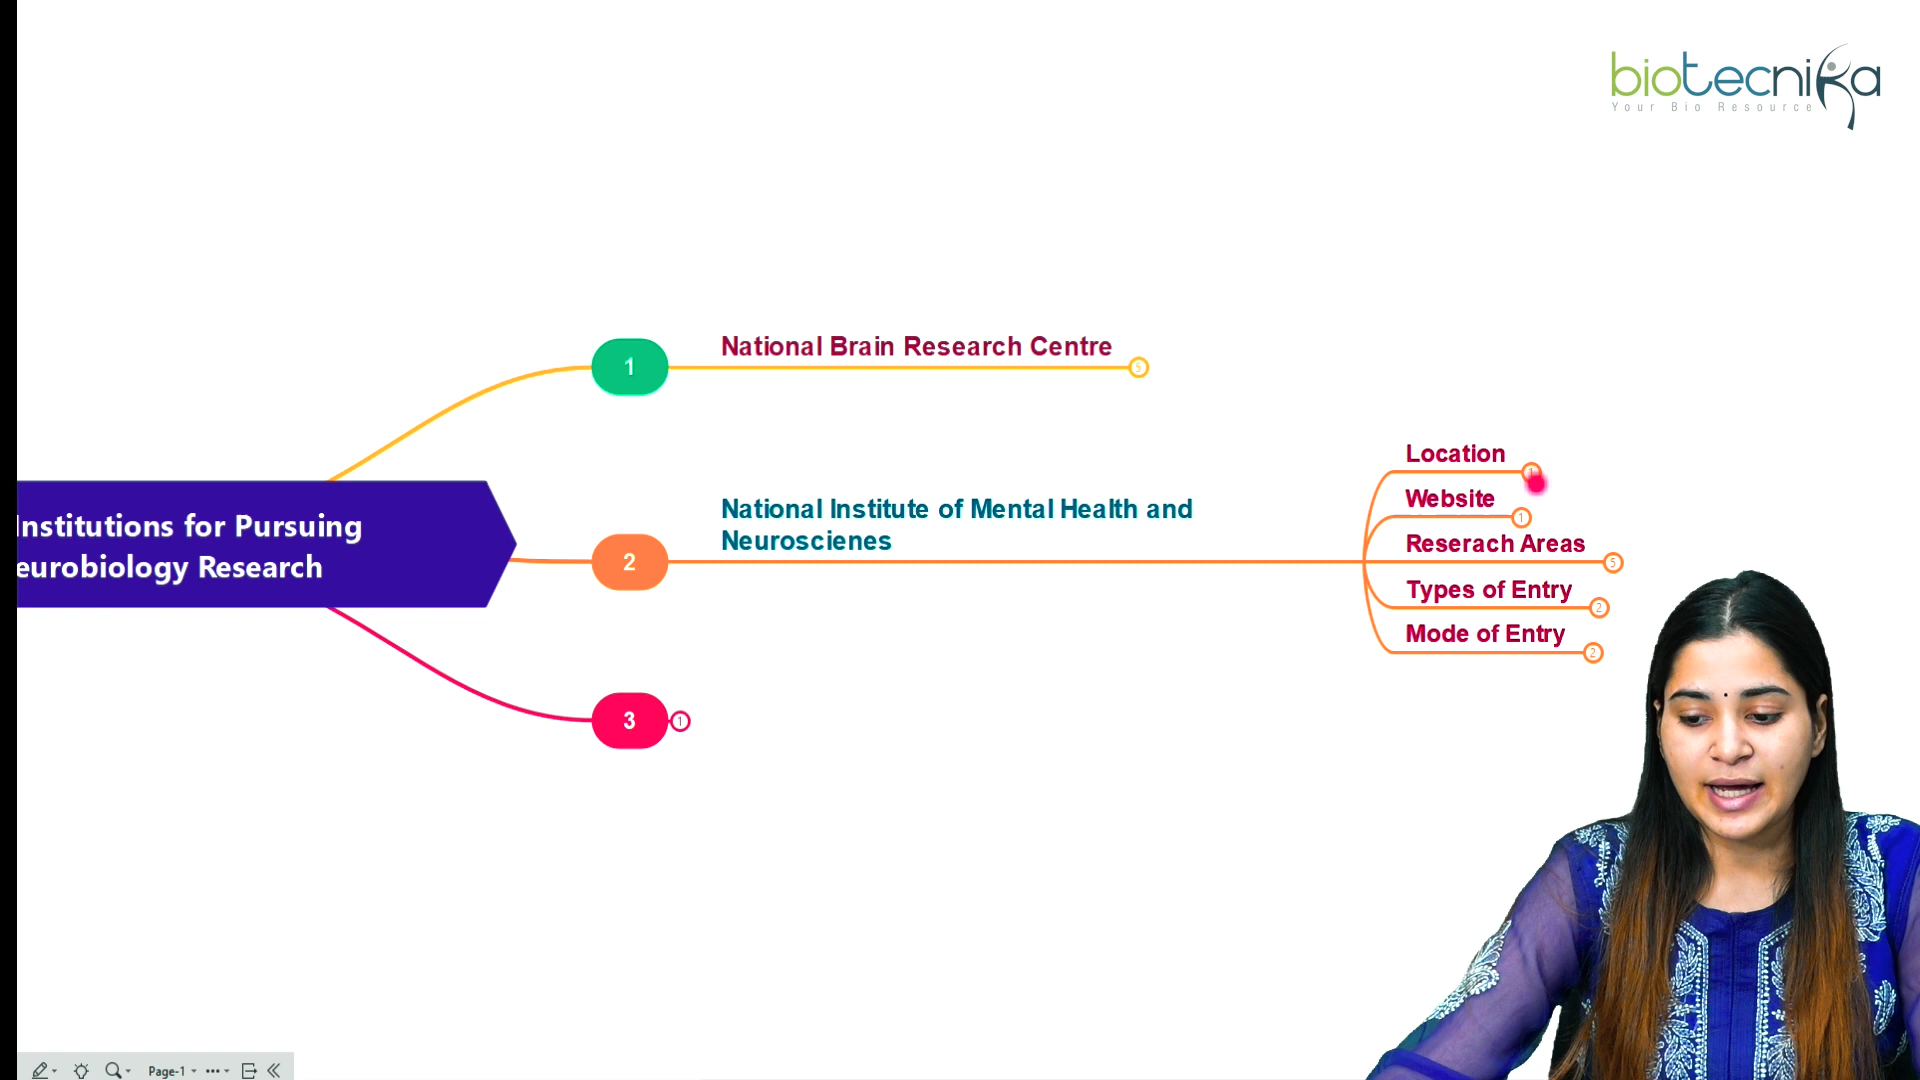 biotecnika
Your Bio Resource
Institutions for Pursuing
eurobiology Research
1
National Brain Research Centre
5
2
National Institute of Mental Health and
Neuroscienes
Location
1
Website
1
Reserach Areas
5
Types of Entry
2
Mode of Entry
2
3
1
Page-1